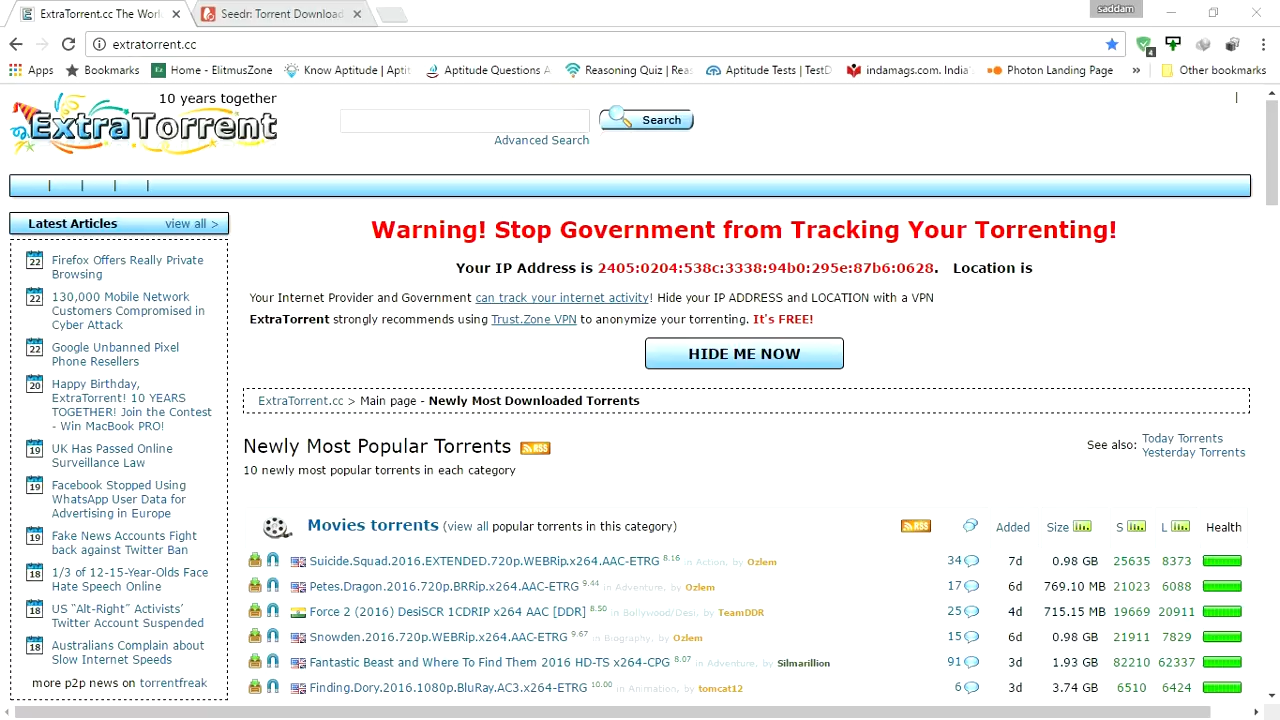 ExtraTorrent.cc The Worl
Seedr: Torrent Download
saddam
extratorrent.cc
4
Apps
Bookmarks
Home - ElitmusZone
Know Aptitude | Aptit
Aptitude Questions A
Reasoning Quiz | Reas
Aptitude Tests | TestD
indamags.com. India'
Photon Landing Page
»
Other bookmarks
10 years together
ExtraTorrent
Search
Advanced Search
|
| | | |
Latest Articles view all >
22 Firefox Offers Really Private
Browsing
22 130,000 Mobile Network
Customers Compromised in
Cyber Attack
22 Google Unbanned Pixel
Phone Resellers
20 Happy Birthday,
ExtraTorrent! 10 YEARS
TOGETHER! Join the Contest
- Win MacBook PRO!
19 UK Has Passed Online
Surveillance Law
19 Facebook Stopped Using
WhatsApp User Data for
Advertising in Europe
19 Fake News Accounts Fight
back against Twitter Ban
18 1/3 of 12-15-Year-Olds Face
Hate Speech Online
18 US “Alt-Right” Activists’
Twitter Account Suspended
18 Australians Complain about
Slow Internet Speeds
more p2p news on torrentfreak
Warning! Stop Government from Tracking Your Torrenting!
Your IP Address is 2405:0204:538c:3338:94b0:295e:87b6:0628. Location is
Your Internet Provider and Government can track your internet activity! Hide your IP ADDRESS and LOCATION with a VPN
ExtraTorrent strongly recommends using Trust.Zone VPN to anonymize your torrenting. It's FREE!
HIDE ME NOW
ExtraTorrent.cc > Main page - Newly Most Downloaded Torrents
Newly Most Popular Torrents RSS
See also: Today Torrents
Yesterday Torrents
10 newly most popular torrents in each category
Movies torrents (view all popular torrents in this category) RSS Added Size S L Health
Suicide.Squad.2016.EXTENDED.720p.WEBRip.x264.AAC-ETRG 8.16 in Action, by Ozlem 34 7d 0.98 GB 25635 8373
Petes.Dragon.2016.720p.BRRip.x264.AAC-ETRG 9.44 in Adventure, by Ozlem 17 6d 769.10 MB 21023 6088
Force 2 (2016) DesiSCR 1CDRIP x264 AAC [DDR] 8.50 in Bollywood/Desi, by TeamDDR 25 4d 715.15 MB 19669 20911
Snowden.2016.720p.WEBRip.x264.AAC-ETRG 9.67 in Biography, by Ozlem 15 6d 0.98 GB 21911 7829
Fantastic Beast and Where To Find Them 2016 HD-TS x264-CPG 8.07 in Adventure, by Silmarillion 91 3d 1.93 GB 82210 62337
Finding.Dory.2016.1080p.BluRay.AC3.x264-ETRG 10.00 in Animation, by tomcat12 6 3d 3.74 GB 6510 6424